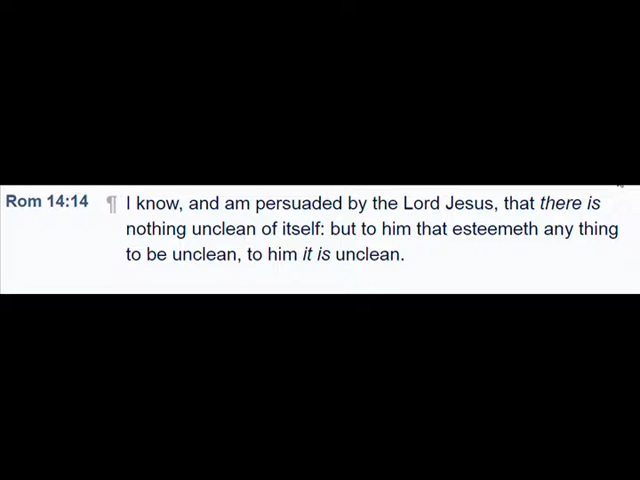 Rom 14:14 ¶ I know, and am persuaded by the Lord Jesus, that there is
nothing unclean of itself: but to him that esteemeth any thing
to be unclean, to him it is unclean.